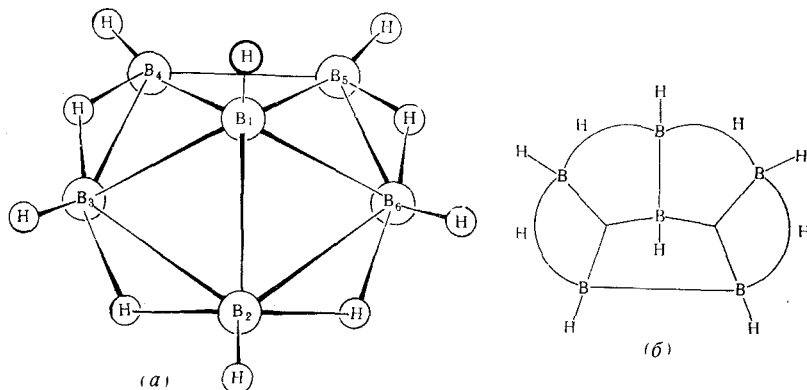 H H H
B₄ B₅
H B₁ H
H B₃ B₆ H
H B₂ H
H
(а)
H
H H
H B B H
B
H B H
H
B B
H H
(б)